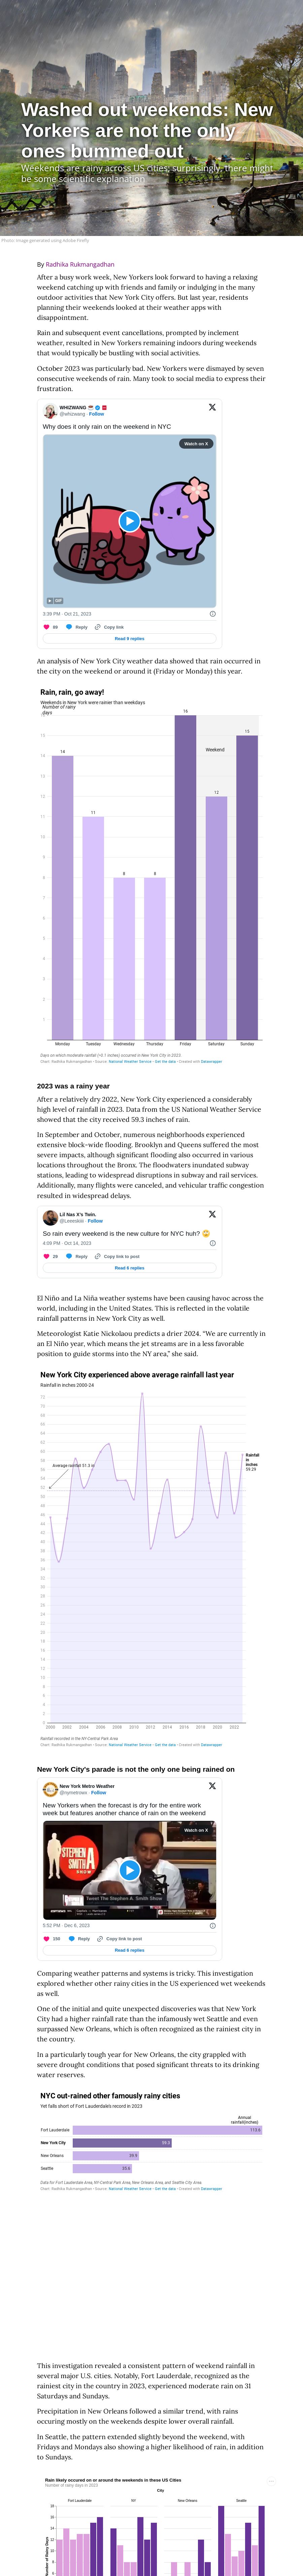 Washed out weekends: New
Yorkers are not the only
ones bummed out
Weekends are rainy across US cities; surprisingly, there might
be some scientific explanation
Photo: Image generated using Adobe Firefly
By Radhika Rukmangadhan
After a busy work week, New Yorkers look forward to having a relaxing
weekend catching up with friends and family or indulging in the many
outdoor activities that New York City offers. But last year, residents
planning their weekends looked at their weather apps with
disappointment.
Rain and subsequent event cancellations, prompted by inclement
weather, resulted in New Yorkers remaining indoors during weekends
that would typically be bustling with social activities.
October 2023 was particularly bad. New Yorkers were dismayed by seven
consecutive weekends of rain. Many took to social media to express their
frustration.
WHIZWANG
@whizwang · Follow
Why does it only rain on the weekend in NYC
Watch on X
GIF
3:39 PM · Oct 21, 2023
Reply
Copy link
Read 9 replies
An analysis of New York City weather data showed that rain occurred in
the city on the weekend or around it (Friday or Monday) this year.
Rain, rain, go away!
Weekends in New York were rainier than weekdays
Number of rainy
days
16
15
14
13
12
11
10
9
8
7
6
5
4
3
2
1
14
11
8
8
16
12
15
Weekend
Monday
Tuesday
Wednesday
Thursday
Friday
Saturday
Sunday
Days on which moderate rainfall (>0.1 inches) occurred in New York City in 2023.
Chart: Radhika Rukmangadhan • Source: National Weather Service • Get the data • Created with Datawrapper
2023 was a rainy year
After a relatively dry 2022, New York City experienced a considerably
high level of rainfall in 2023. Data from the US National Weather Service
showed that the city received 59.3 inches of rain.
In September and October, numerous neighborhoods experienced
extensive block-wide flooding. Brooklyn and Queens suffered the most
severe impacts, although significant flooding also occurred in various
locations throughout the Bronx. The floodwaters inundated subway
stations, leading to widespread disruptions in subway and rail services.
Additionally, many flights were canceled, and vehicular traffic congestion
resulted in widespread delays.
Lil Nas X's Twin.
Follow
So rain every weekend is the new culture for NYC huh?
4:09 PM · Oct 14, 2023
Reply
Copy link to post
Read 6 replies
El Niño and La Niña weather systems have been causing havoc across the
world, including in the United States. This is reflected in the volatile
rainfall patterns in New York City as well.
Meteorologist Katie Nickolaou predicts a drier 2024. “We are currently in
an El Niño year, which means the jet streams are in a less favorable
position to guide storms into the NY area,” she said.
New York City experienced above average rainfall last year
Rainfall in inches 2000-24
Average rainfall 51.3 in
Rainfall
in
inches
59.29
2000
2002
2004
2006
2008
2010
2012
2014
2016
2018
2020
2022
Rainfall recorded in the NY-Central Park Area
Chart: Radhika Rukmangadhan • Source: National Weather Service • Get the data • Created with Datawrapper
New York City's parade is not the only one being rained on
New York Metro Weather
@nymetrowx · Follow
New Yorkers when the forecast is dry for the entire work
week but features another chance of rain on the weekend
Watch on X
STEPHEN A. SMITH
Tweet The Stephen A. Smith Show
5:52 PM · Dec 6, 2023
Reply
Copy link to post
Read 6 replies
Comparing weather patterns and systems is tricky. This investigation
explored whether other rainy cities in the US experienced wet weekends
as well.
One of the initial and quite unexpected discoveries was that New York
City had a higher rainfall rate than the infamously wet Seattle and even
surpassed New Orleans, which is often recognized as the rainiest city in
the country.
In a particularly tough year for New Orleans, the city grappled with
severe drought conditions that posed significant threats to its drinking
water reserves.
NYC out-rained other famously rainy cities
Yet falls short of Fort Lauderdale's record in 2023
Annual
rainfall(inches)
Fort Lauderdale
New York City
59.3
New Orleans
Seattle
Data for Fort Lauderdale Area, NY-Central Park Area, New Orleans Area, and Seattle City Area.
Chart: Radhika Rukmangadhan • Source: National Weather Service • Get the data • Created with Datawrapper
This investigation revealed a consistent pattern of weekend rainfall in
several major U.S. cities. Notably, Fort Lauderdale, recognized as the
rainiest city in the country in 2023, experienced moderate rain on 31
Saturdays and Sundays.
Precipitation in New Orleans followed a similar trend, with rains
occuring mostly on the weekends despite lower overall rainfall.
In Seattle, the pattern extended slightly beyond the weekend, with
Fridays and Mondays also showing a higher likelihood of rain, in addition
to Sundays.
Rain likely occured on or around the weekends in these US Cities
Number of rainy days in 2023
City
Fort Lauderdale
NY
New Orleans
Seattle
Number of Rainy Days
18
16
14
12
10
8
6